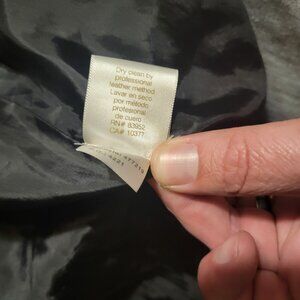 Dry clean by
professional
leather method
Lavar en seco
por método
profesional
de cuero
RN# 83952
CA# 10377